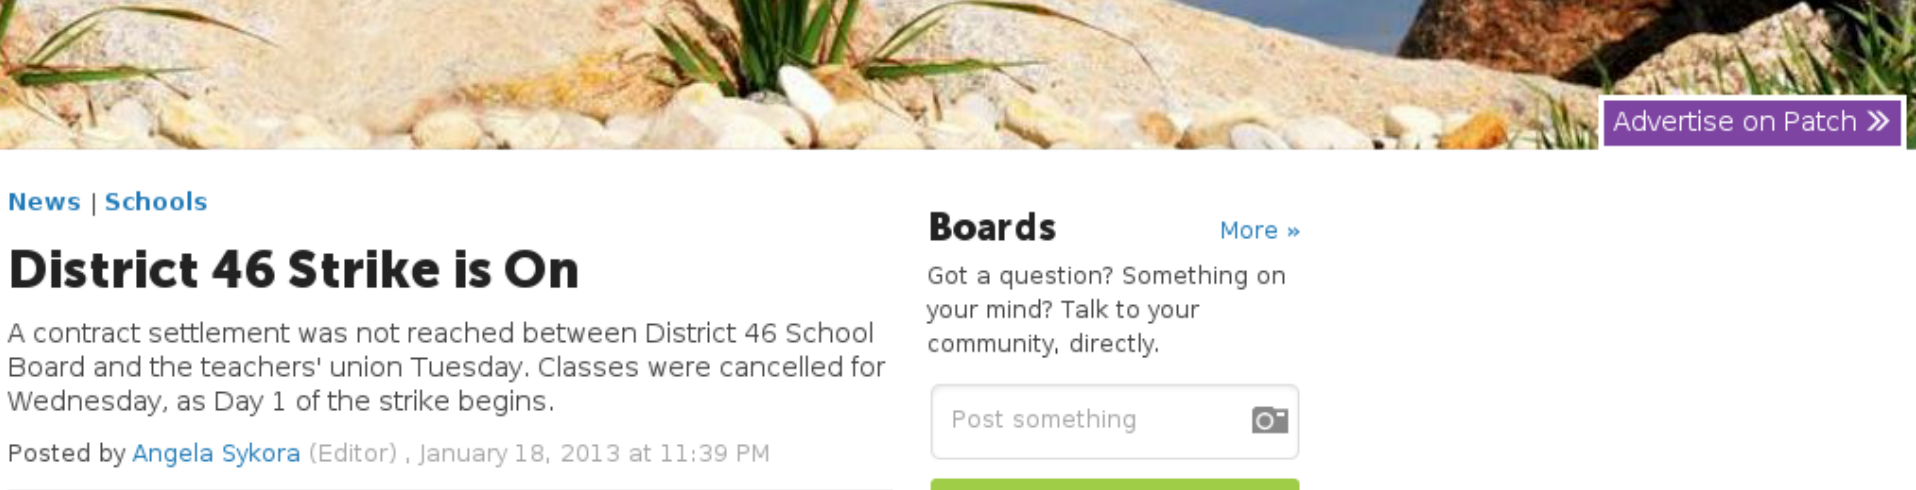 Advertise on Patch »
News | Schools
District 46 Strike is On
A contract settlement was not reached between District 46 School
Board and the teachers' union Tuesday. Classes were cancelled for
Wednesday, as Day 1 of the strike begins.
Posted by Angela Sykora (Editor) , January 18, 2013 at 11:39 PM
Boards
More »
Got a question? Something on
your mind? Talk to your
community, directly.
Post something